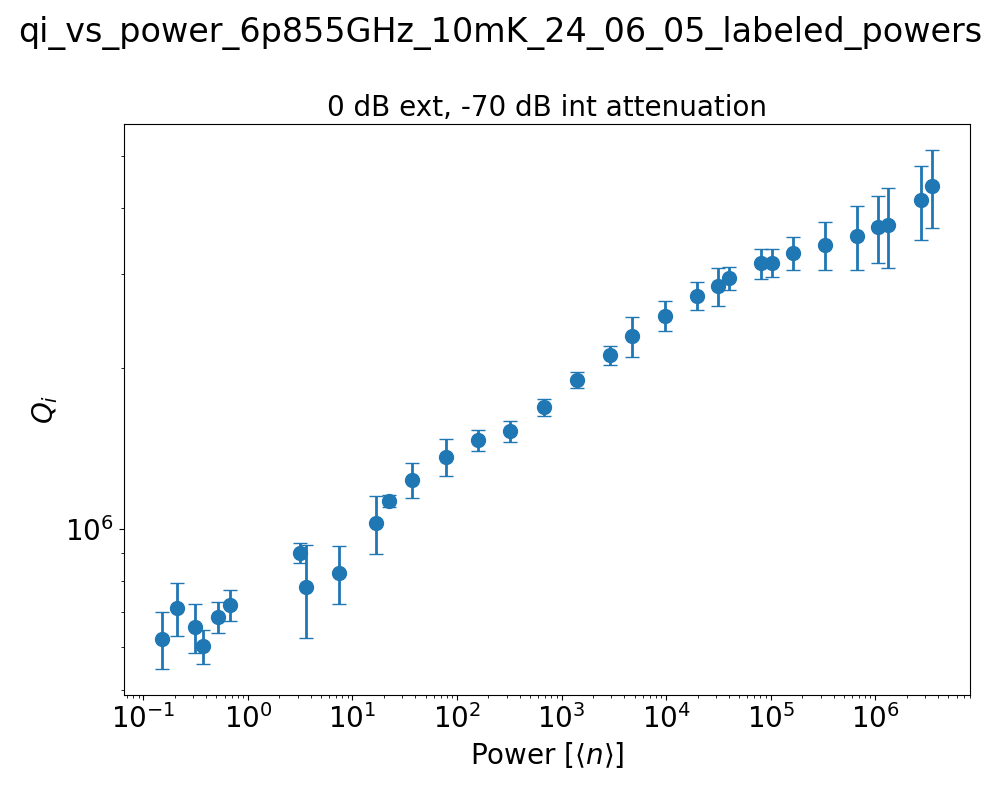 qi_vs_power_6p855GHz_10mK_24_06_05_labeled_powers
0 dB ext, -70 dB int attenuation
Q_i
10^6
10^{-1} 10^0 10^1 10^2 10^3 10^4 10^5 10^6
Power [⟨n⟩]